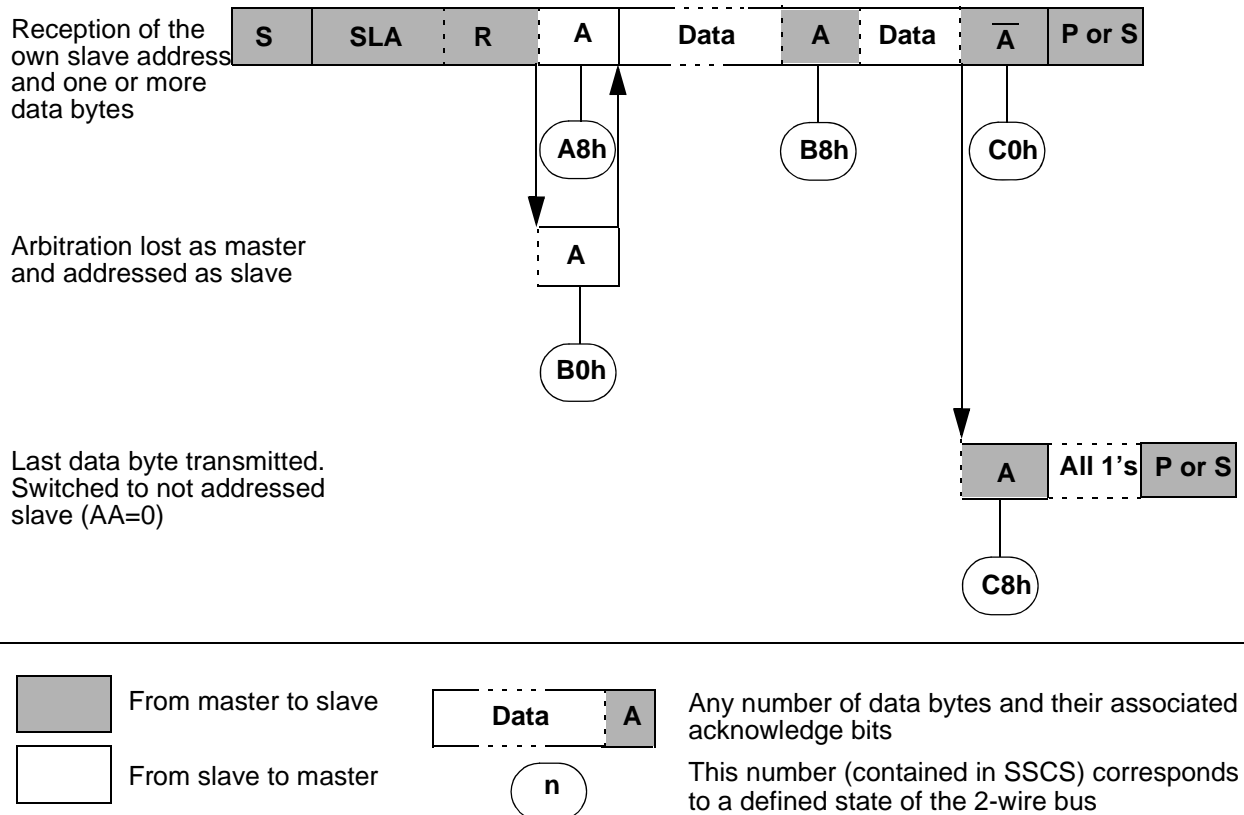 Reception of the
own slave address
and one or more
data bytes
S SLA R A Data A Data A̅ P or S
A8h B8h C0h
Arbitration lost as master
and addressed as slave
A
B0h
Last data byte transmitted.
Switched to not addressed
slave (AA=0)
A All 1's P or S
C8h
From master to slave
From slave to master
Data A
n
Any number of data bytes and their associated
acknowledge bits
This number (contained in SSCS) corresponds
to a defined state of the 2-wire bus